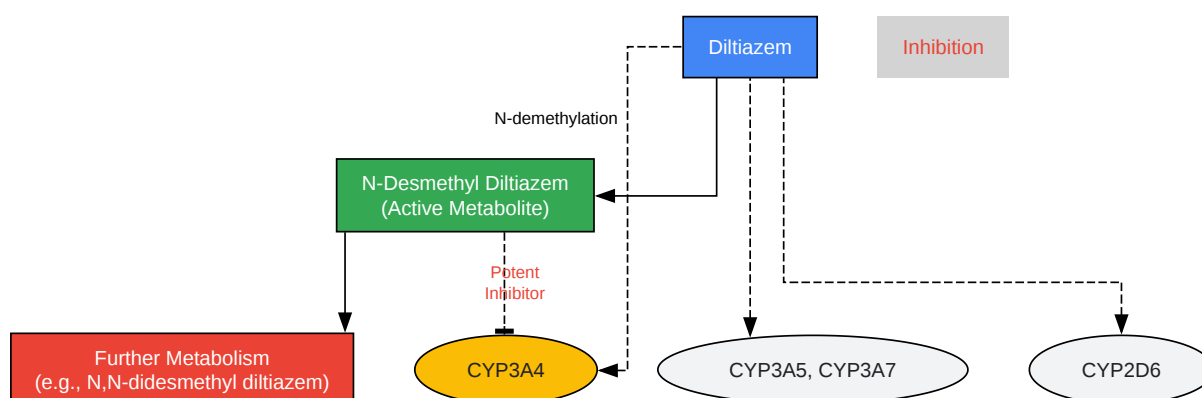 Diltiazem
Inhibition
N-demethylation
N-Desmethyl Diltiazem
(Active Metabolite)
Potent
Inhibitor
Further Metabolism
(e.g., N,N-didesmethyl diltiazem)
CYP3A4
CYP3A5, CYP3A7
CYP2D6